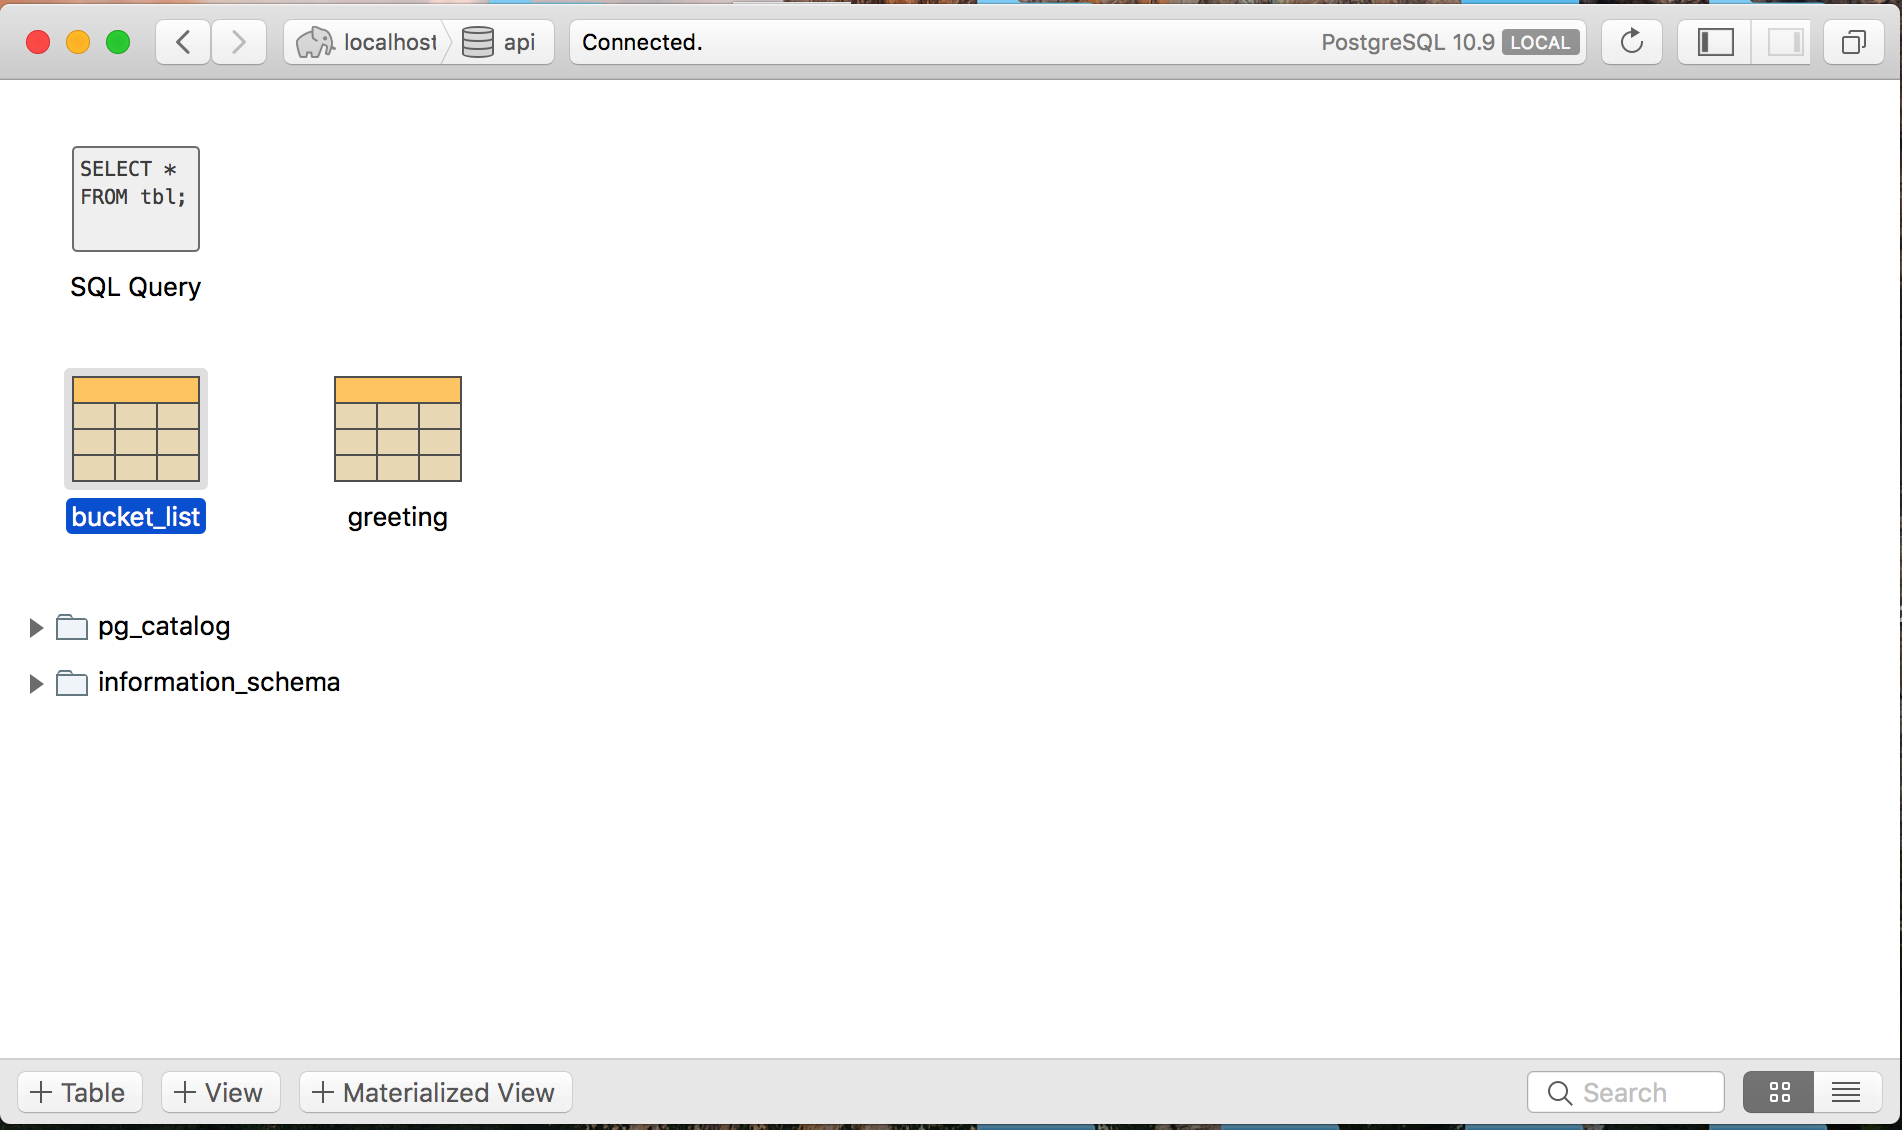 localhost api Connected. PostgreSQL 10.9 LOCAL
SELECT *
FROM tbl;
SQL Query
bucket_list greeting
pg_catalog
information_schema
Table View Materialized View Search